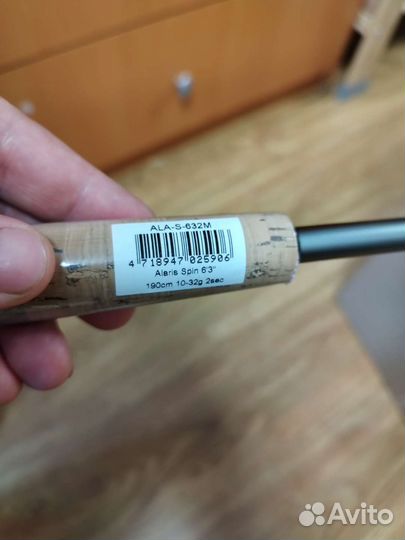 ALA-S-632M
4 718947 025906
Alaris Spin 6'3"
190cm 10-32g 2sec
Avito